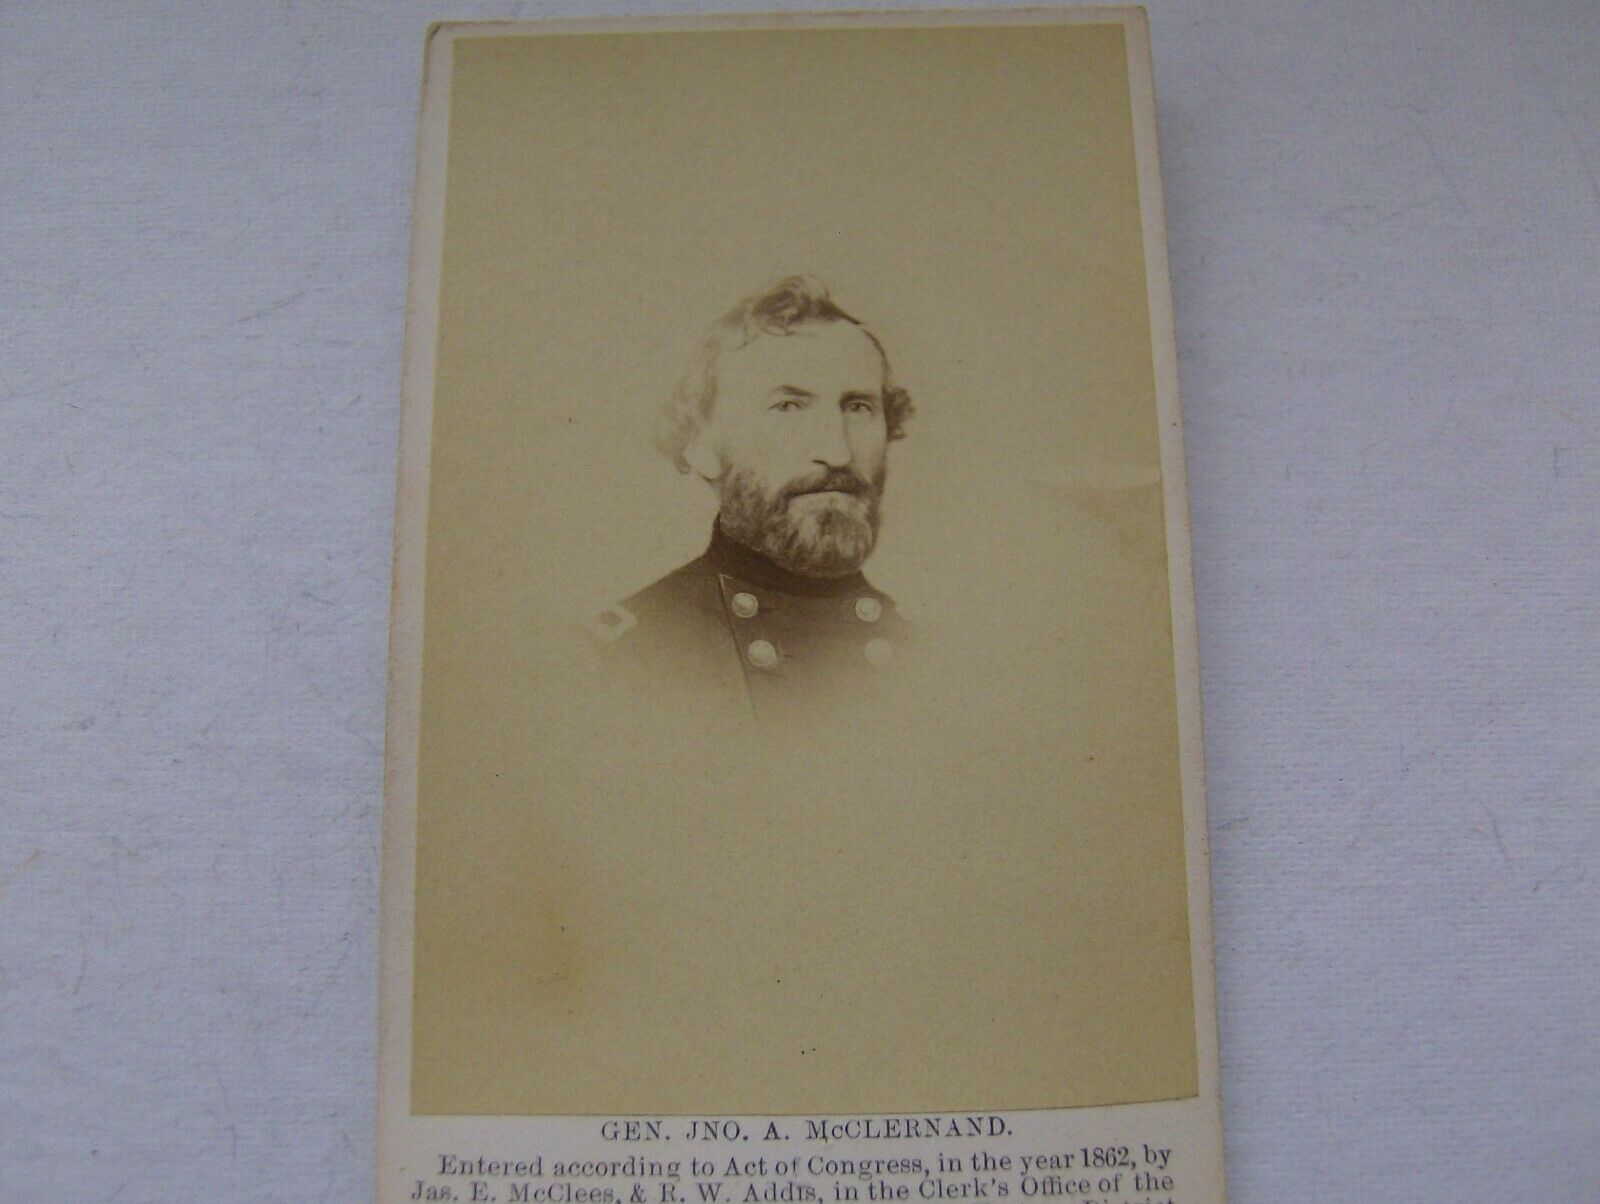 GEN. JNO. A. McCLERNAND.
Entered according to Act of Congress, in the year 1862, by
Jas. E. McClees, & R. W. Addis, in the Clerk's Office of the
District